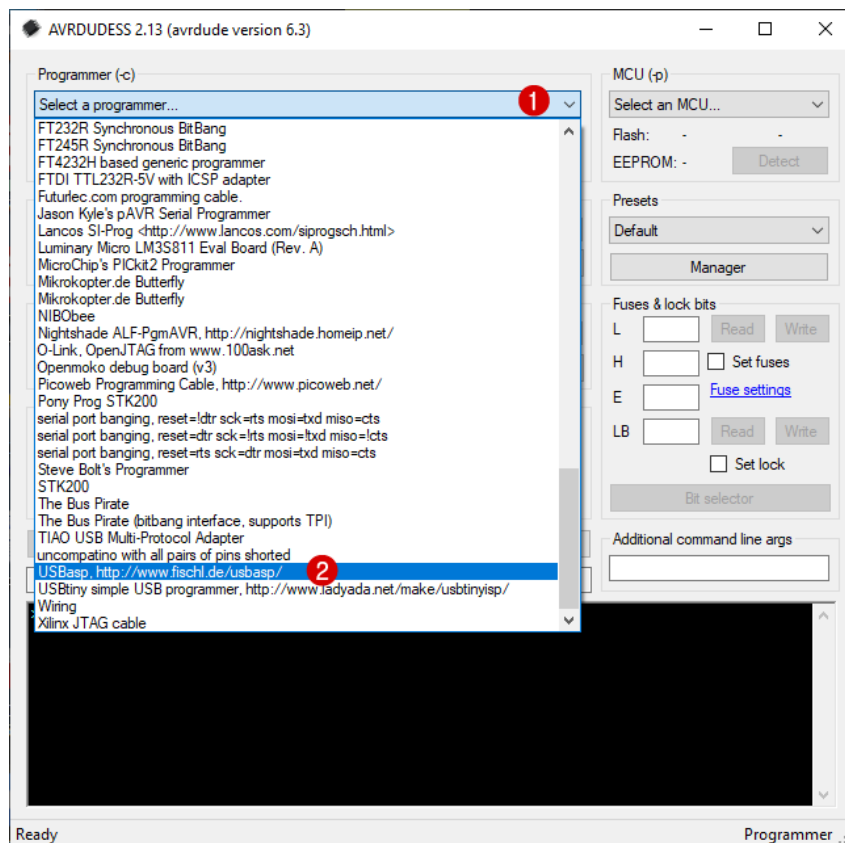 AVRDUDESS 2.13 (avrdude version 6.3)
Programmer (-c)
Select a programmer...
1
FT232R Synchronous BitBang
FT245R Synchronous BitBang
FT4232H based generic programmer
FTDI TTL232R-5V with ICSP adapter
Futurlec.com programming cable.
Jason Kyle's pAVR Serial Programmer
Lancos SI-Prog <http://www.lancos.com/siprogsch.html>
Luminary Micro LM3S811 Eval Board (Rev. A)
MicroChip's PICkit2 Programmer
Mikrokopter.de Butterfly
Mikrokopter.de Butterfly
NIBObee
Nightshade ALF-PgmAVR, http://nightshade.homeip.net/
O-Link, OpenJTAG from www.100ask.net
Openmoko debug board (v3)
Picoweb Programming Cable, http://www.picoweb.net/
Pony Prog STK200
serial port banging, reset=!dtr sck=!rts mosi=!txd miso=!cts
serial port banging, reset=dtr sck=!rts mosi=!txd miso=!cts
serial port banging, reset=rts sck=dtr mosi=txd miso=cts
Steve Bolt's Programmer
STK200
The Bus Pirate
The Bus Pirate (bitbang interface, supports TPI)
TIAO USB Multi-Protocol Adapter
uncompatino with all pairs of pins shorted
USBasp, http://www.fischl.de/usbasp/
2
USBtiny simple USB programmer, http://www.ladyada.net/make/usbtinyisp/
Wiring
Xilinx JTAG cable
MCU (-p)
Select an MCU...
Flash: - -
EEPROM: - Detect
Presets
Default
Manager
Fuses & lock bits
L Read Write
H Set fuses
E Fuse settings
LB Read Write
Set lock
Bit selector
Additional command line args
Ready
Programmer